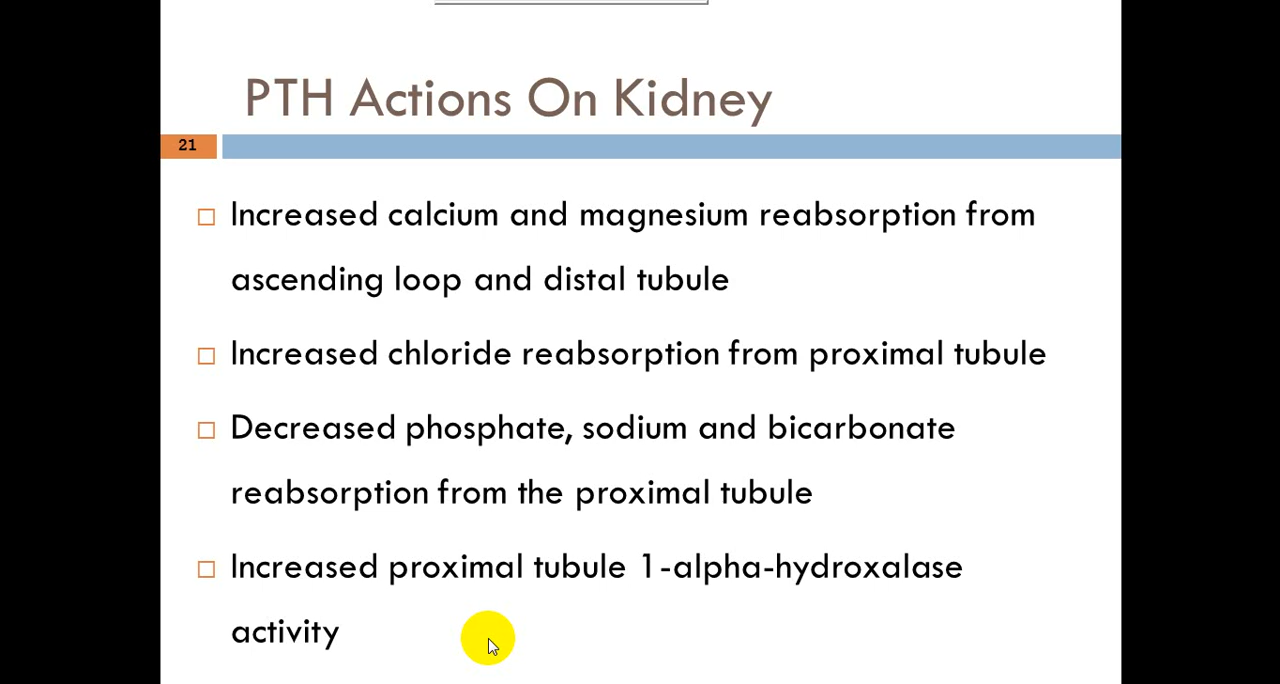 PTH Actions On Kidney
21
Increased calcium and magnesium reabsorption from
ascending loop and distal tubule
Increased chloride reabsorption from proximal tubule
Decreased phosphate, sodium and bicarbonate
reabsorption from the proximal tubule
Increased proximal tubule 1-alpha-hydroxalase
activity